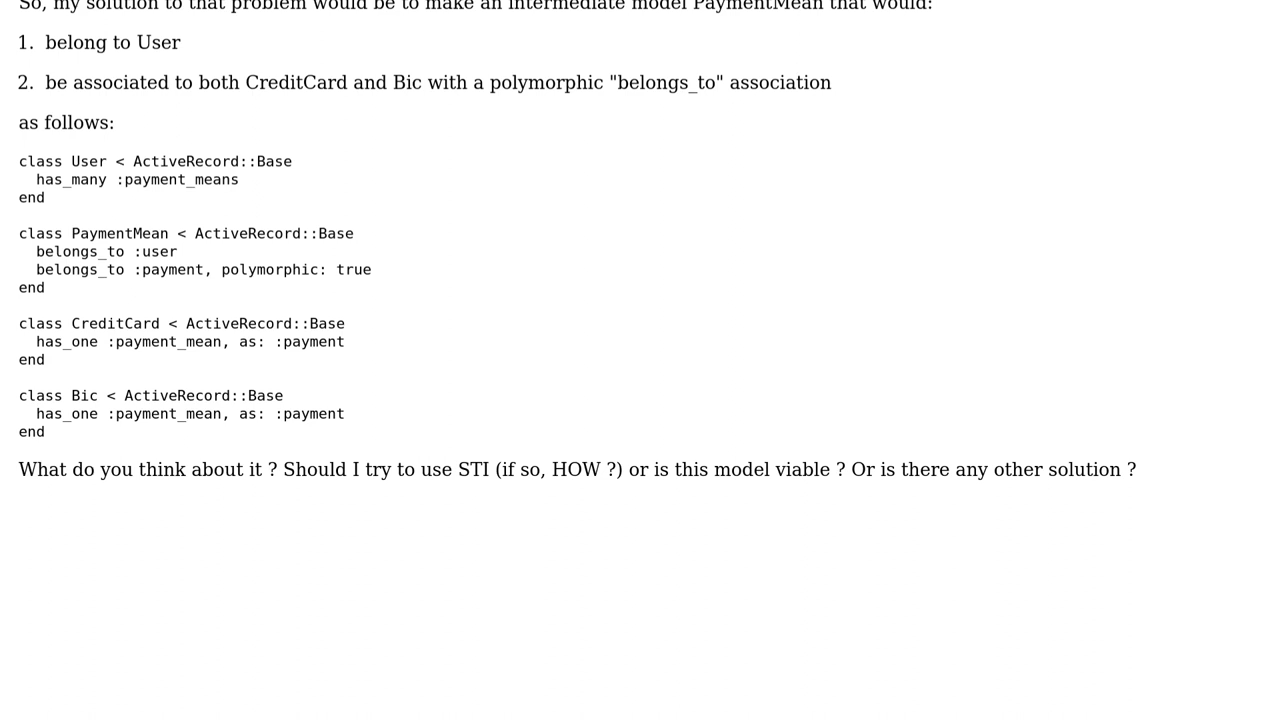 So, my solution to that problem would be to make an intermediate model PaymentMean that would:
1. belong to User
2. be associated to both CreditCard and Bic with a polymorphic "belongs_to" association
as follows:
class User < ActiveRecord::Base
  has_many :payment_means
end
class PaymentMean < ActiveRecord::Base
  belongs_to :user
  belongs_to :payment, polymorphic: true
end
class CreditCard < ActiveRecord::Base
  has_one :payment_mean, as: :payment
end
class Bic < ActiveRecord::Base
  has_one :payment_mean, as: :payment
end
What do you think about it ? Should I try to use STI (if so, HOW ?) or is this model viable ? Or is there any other solution ?